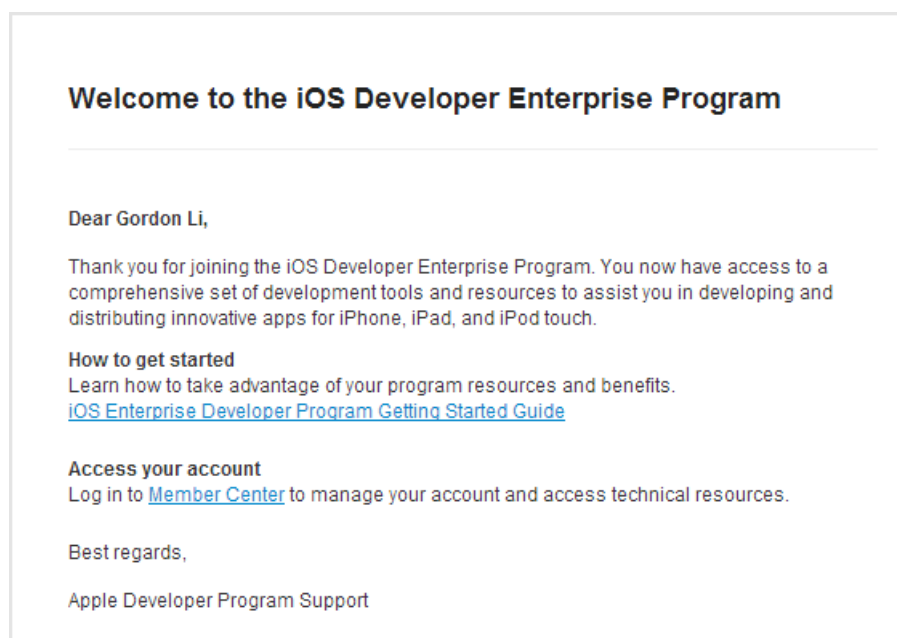 Welcome to the iOS Developer Enterprise Program
Dear Gordon Li,
Thank you for joining the iOS Developer Enterprise Program. You now have access to a
comprehensive set of development tools and resources to assist you in developing and
distributing innovative apps for iPhone, iPad, and iPod touch.
How to get started
Learn how to take advantage of your program resources and benefits.
iOS Enterprise Developer Program Getting Started Guide
Access your account
Log in to Member Center to manage your account and access technical resources.
Best regards,
Apple Developer Program Support